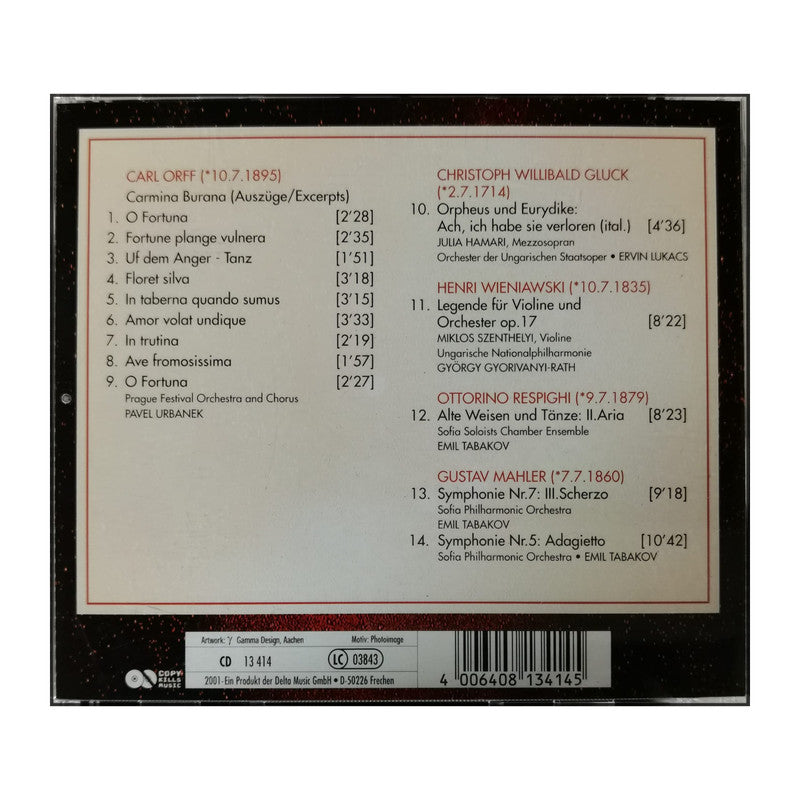 CARL ORFF (*10.7.1895)
Carmina Burana (Auszüge/Excerpts)
1. O Fortuna [2'28]
2. Fortune plange vulnera [2'35]
3. Uf dem Anger - Tanz [1'51]
4. Floret silva [3'18]
5. In taberna quando sumus [3'15]
6. Amor volat undique [3'33]
7. In trutina [2'19]
8. Ave fromosissima [1'57]
9. O Fortuna [2'27]
Prague Festival Orchestra and Chorus
PAVEL URBANEK
CHRISTOPH WILLIBALD GLUCK
(*2.7.1714)
10. Orpheus und Eurydike:
Ach, ich habe sie verloren (ital.) [4'36]
JULIA HAMARI, Mezzosopran
Orchester der Ungarischen Staatsoper • ERVIN LUKACS
HENRI WIENIAWSKI (*10.7.1835)
11. Legende für Violine und
Orchester op.17 [8'22]
MIKLOS SZENTHELYI, Violine
Ungarische Nationalphilharmonie
GYÖRGY GYORIVANYI-RATH
OTTORINO RESPIGHI (*9.7.1879)
12. Alte Weisen und Tänze: II.Aria [8'23]
Sofia Soloists Chamber Ensemble
EMIL TABAKOV
GUSTAV MAHLER (*7.7.1860)
13. Symphonie Nr.7: III.Scherzo [9'18]
Sofia Philharmonic Orchestra
EMIL TABAKOV
14. Symphonie Nr.5: Adagietto [10'42]
Sofia Philharmonic Orchestra • EMIL TABAKOV
Artwork: γ Gamma Design, Aachen Motiv: Photoimage
CD 13 414 LC 03843
2001-Ein Produkt der Delta Music GmbH • D-50226 Frechen
COPY
KILLS
MUSIC
4 006408 134145